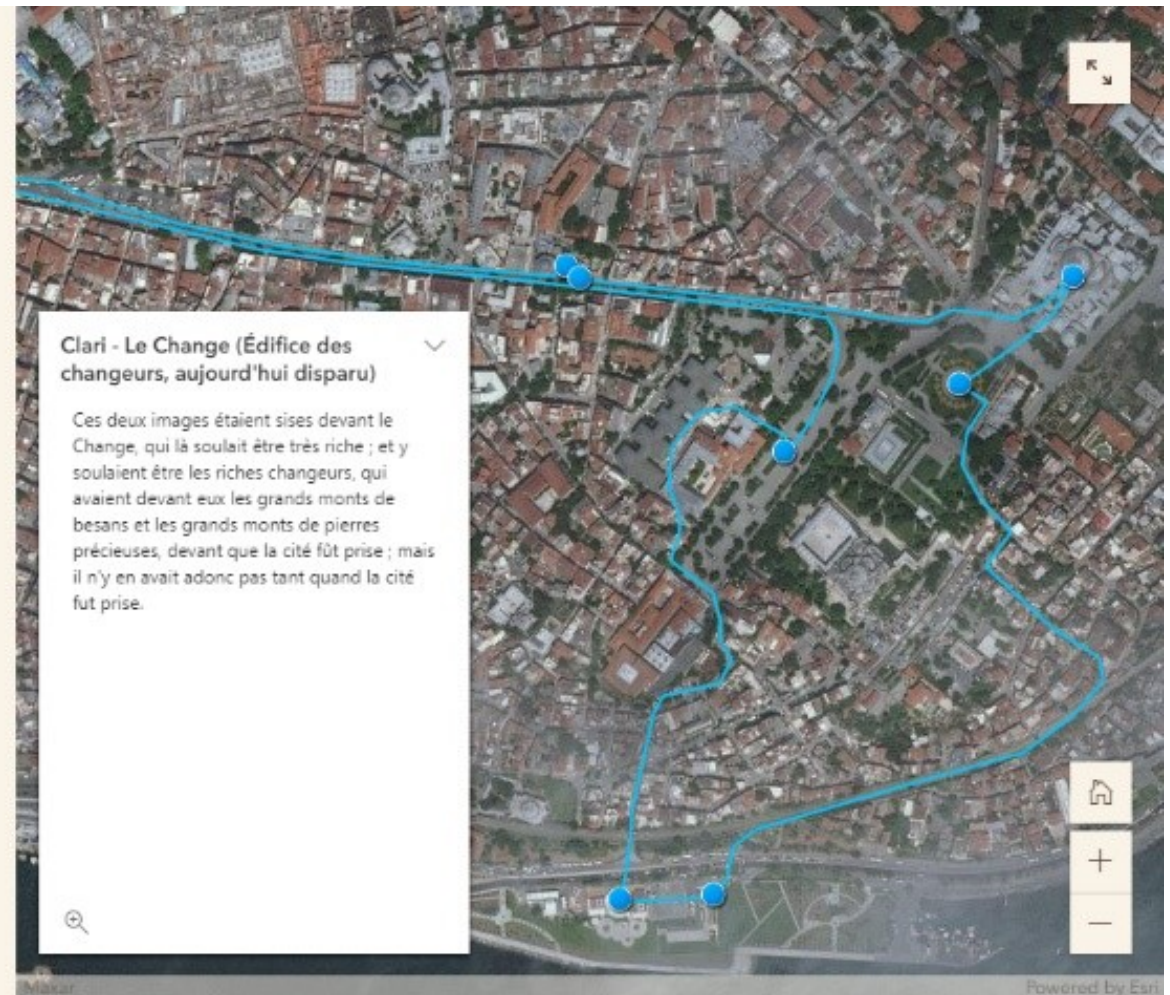 Clari - Le Change (Édifice des
changeurs, aujourd'hui disparu)
Ces deux images étaient sises devant le
Change, qui là soulait être très riche ; et y
soulaient être les riches changeurs, qui
avaient devant eux les grands monts de
besans et les grands monts de pierres
précieuses, devant que la cité fût prise ; mais
il n'y en avait adonc pas tant quand la cité
fut prise.
Maxar
Powered by Esri